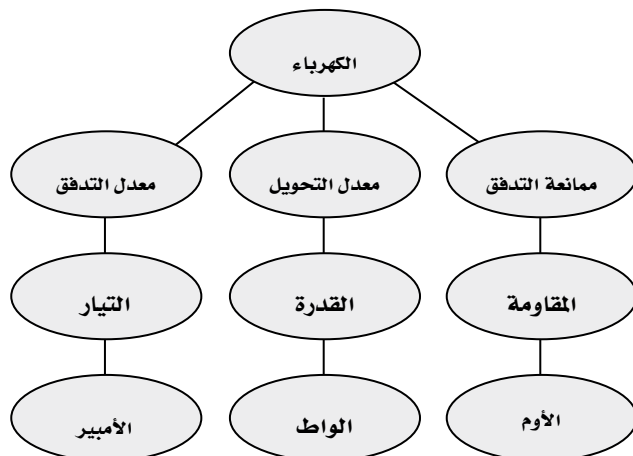 الكهرباء
ممانعة التدفق
معدل التحويل
معدل التدفق
المقاومة
القدرة
التيار
الأوم
الواط
الأمبير